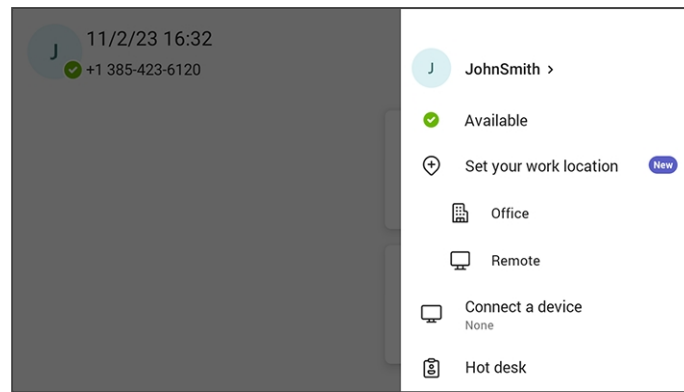 J
11/2/23 16:32
+1 385-423-6120
J
JohnSmith >
Available
Set your work location New
Office
Remote
Connect a device
None
Hot desk